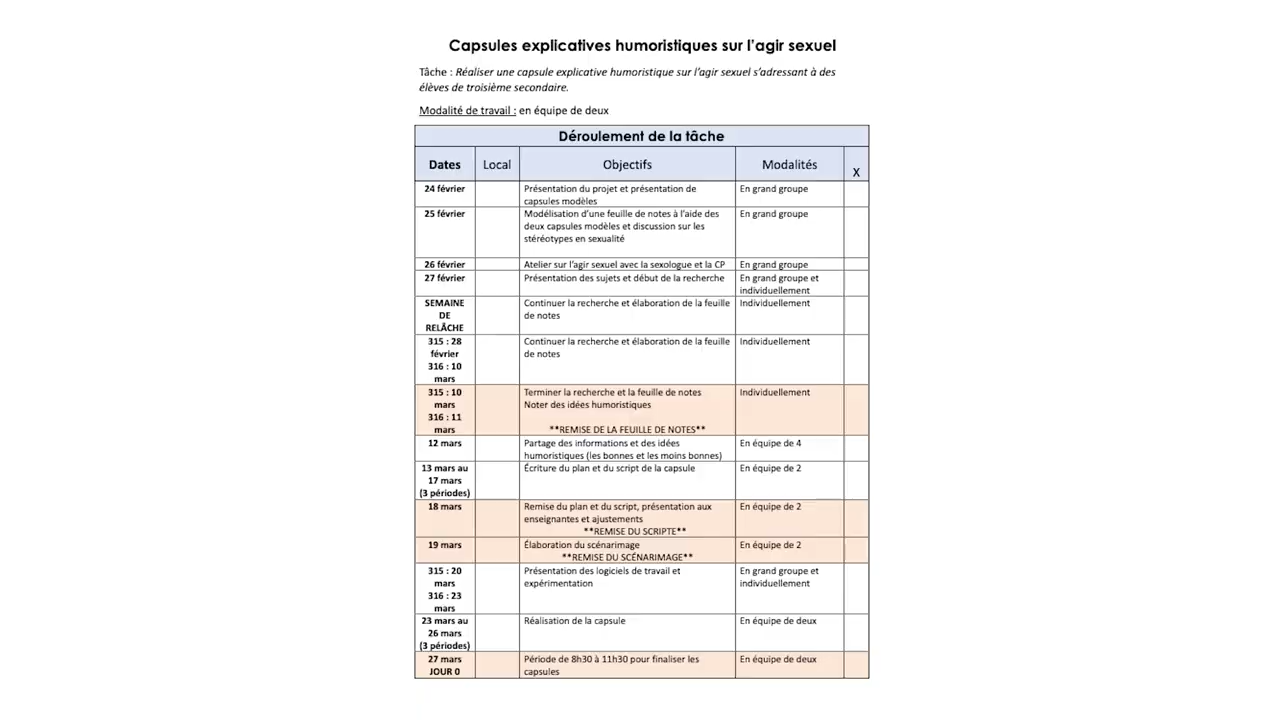 Capsules explicatives humoristiques sur l'agir sexuel
Tâche : Réaliser une capsule explicative humoristique sur l'agir sexuel s'adressant à des
élèves de troisième secondaire.
Modalité de travail : en équipe de deux
Déroulement de la tâche
Dates Local Objectifs Modalités X
24 février Présentation du projet et présentation de En grand groupe
capsules modèles
25 février Modélisation d'une feuille de notes à l'aide des En grand groupe
deux capsules modèles et discussion sur les
stéréotypes en sexualité
26 février Atelier sur l'agir sexuel avec la sexologue et la CP En grand groupe
27 février Présentation des sujets et début de la recherche En grand groupe et
individuellement
SEMAINE Continuer la recherche et élaboration de la feuille Individuellement
DE de notes
RELÂCHE
315 : 28 Continuer la recherche et élaboration de la feuille Individuellement
février de notes
316 : 10
mars
315 : 10 Terminer la recherche et la feuille de notes Individuellement
mars Noter des idées humoristiques
316 : 11
mars **REMISE DE LA FEUILLE DE NOTES**
12 mars Partage des informations et des idées En équipe de 4
humoristiques (les bonnes et les moins bonnes)
13 mars au Écriture du plan et du script de la capsule En équipe de 2
17 mars
(3 périodes)
18 mars Remise du plan et du script, présentation aux En équipe de 2
enseignantes et ajustements
**REMISE DU SCRIPTE**
19 mars Élaboration du scénarimage En équipe de 2
**REMISE DU SCÉNARIMAGE**
315 : 20 Présentation des logiciels de travail et En grand groupe et
mars expérimentation individuellement
316 : 23
mars
23 mars au Réalisation de la capsule En équipe de deux
26 mars
(3 périodes)
27 mars Période de 8h30 à 11h30 pour finaliser les En équipe de deux
JOUR 0 capsules